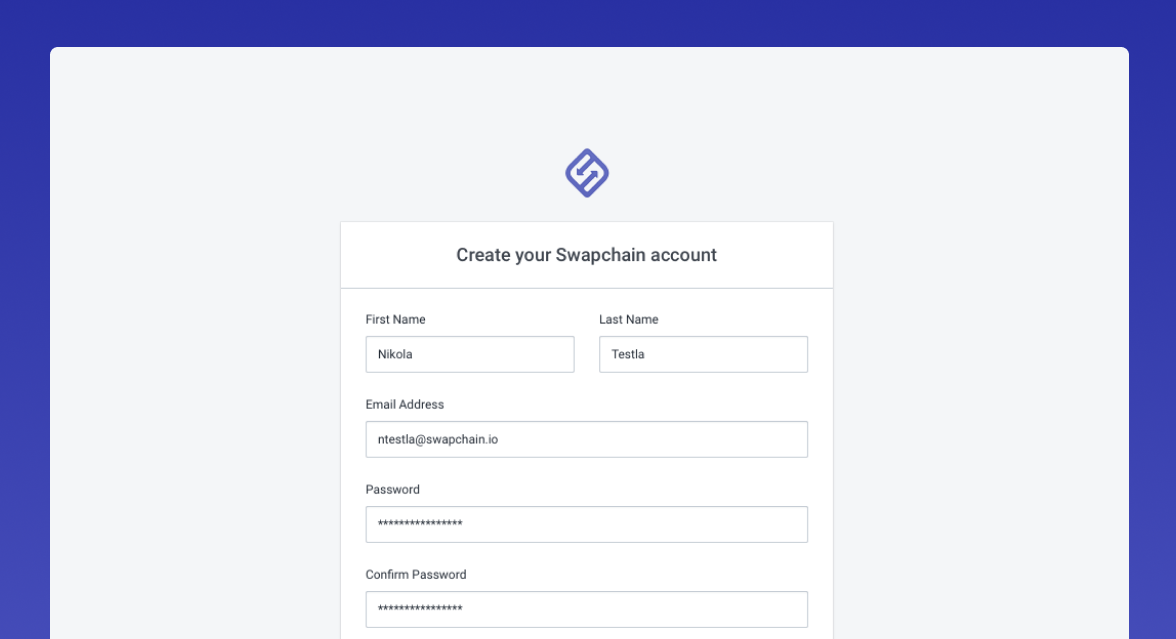 Create your Swapchain account
First Name Last Name
Nikola Testla
Email Address
ntestla@swapchain.io
Password
****************
Confirm Password
****************